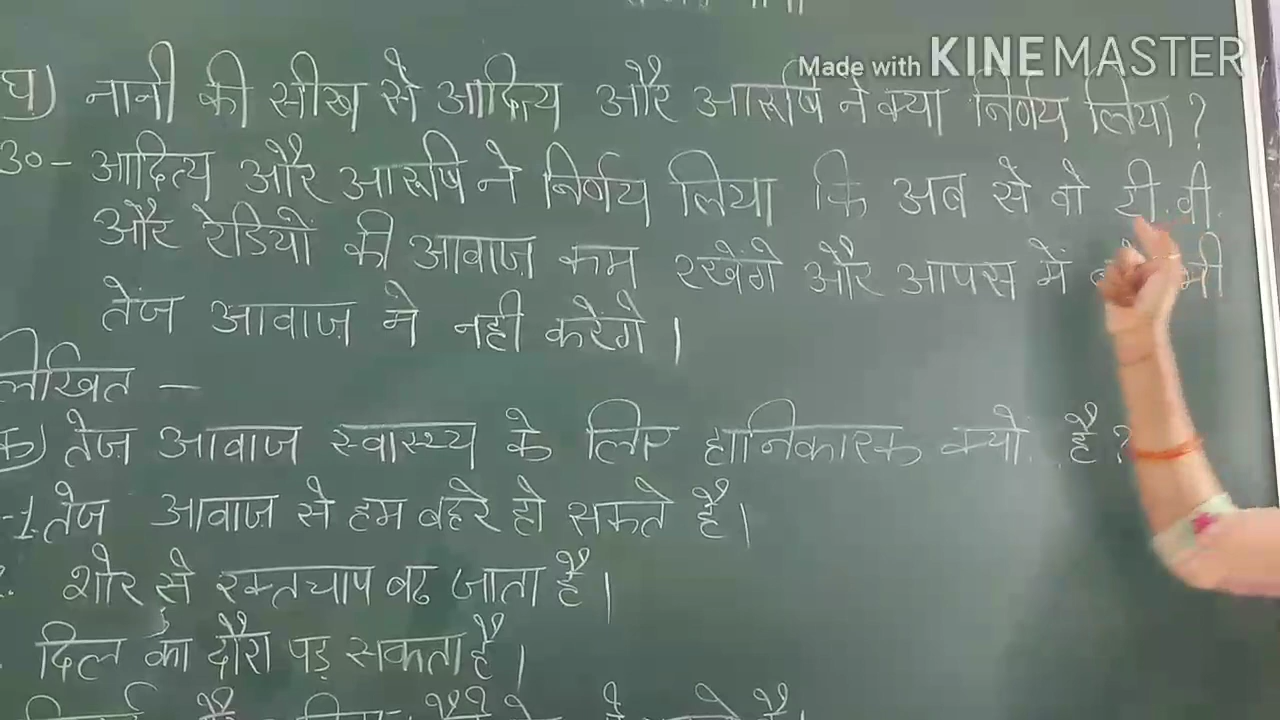 Made with KINEMASTER
घ) नानी की सीख से आदित्य और आरूषि ने क्या निर्णय लिया ?
उ०- आदित्य और आरूषि ने निर्णय लिया कि अब से वो टी.वी.
और रेडियों की आवाज़ कम रखेंगे और आपस में भी
तेज आवाज़ मे नही करेगे ।
लिखित –
क) तेज आवाज स्वास्थ्य के लिए हानिकारक क्यो है ?
-1. तेज आवाज से हम बहरे हो सकते हैं।
शोर से रक्तचाप बढ जाता है।
दिल का दौरा पड़ सकता है।